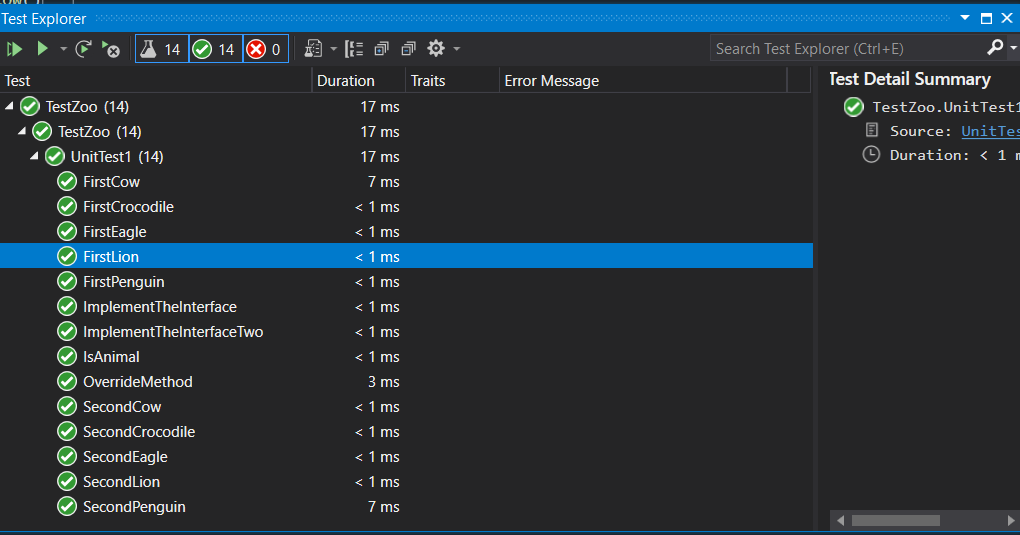 Test Explorer
14 14 0
Search Test Explorer (Ctrl+E)
Test Duration Traits Error Message
TestZoo (14) 17 ms
TestZoo (14) 17 ms
UnitTest1 (14) 17 ms
FirstCow 7 ms
FirstCrocodile < 1 ms
FirstEagle < 1 ms
FirstLion < 1 ms
FirstPenguin < 1 ms
ImplementTheInterface < 1 ms
ImplementTheInterfaceTwo < 1 ms
IsAnimal < 1 ms
OverrideMethod 3 ms
SecondCow < 1 ms
SecondCrocodile < 1 ms
SecondEagle < 1 ms
SecondLion < 1 ms
SecondPenguin 7 ms
Test Detail Summary
TestZoo.UnitTest1
Source: UnitTes
Duration: < 1 m